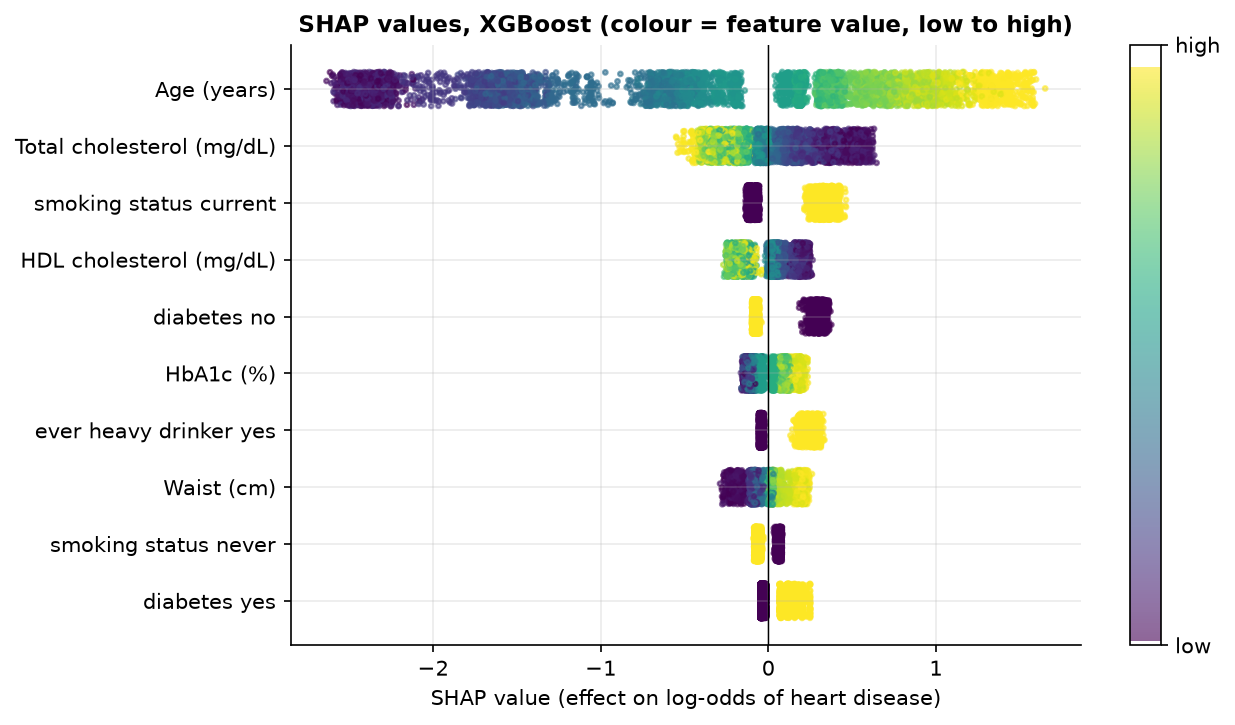 SHAP values, XGBoost (colour = feature value, low to high)
high
Age (years)
Total cholesterol (mg/dL)
smoking status current
HDL cholesterol (mg/dL)
diabetes no
HbA1c (%)
ever heavy drinker yes
Waist (cm)
smoking status never
diabetes yes
low
−2
−1
0
1
SHAP value (effect on log-odds of heart disease)